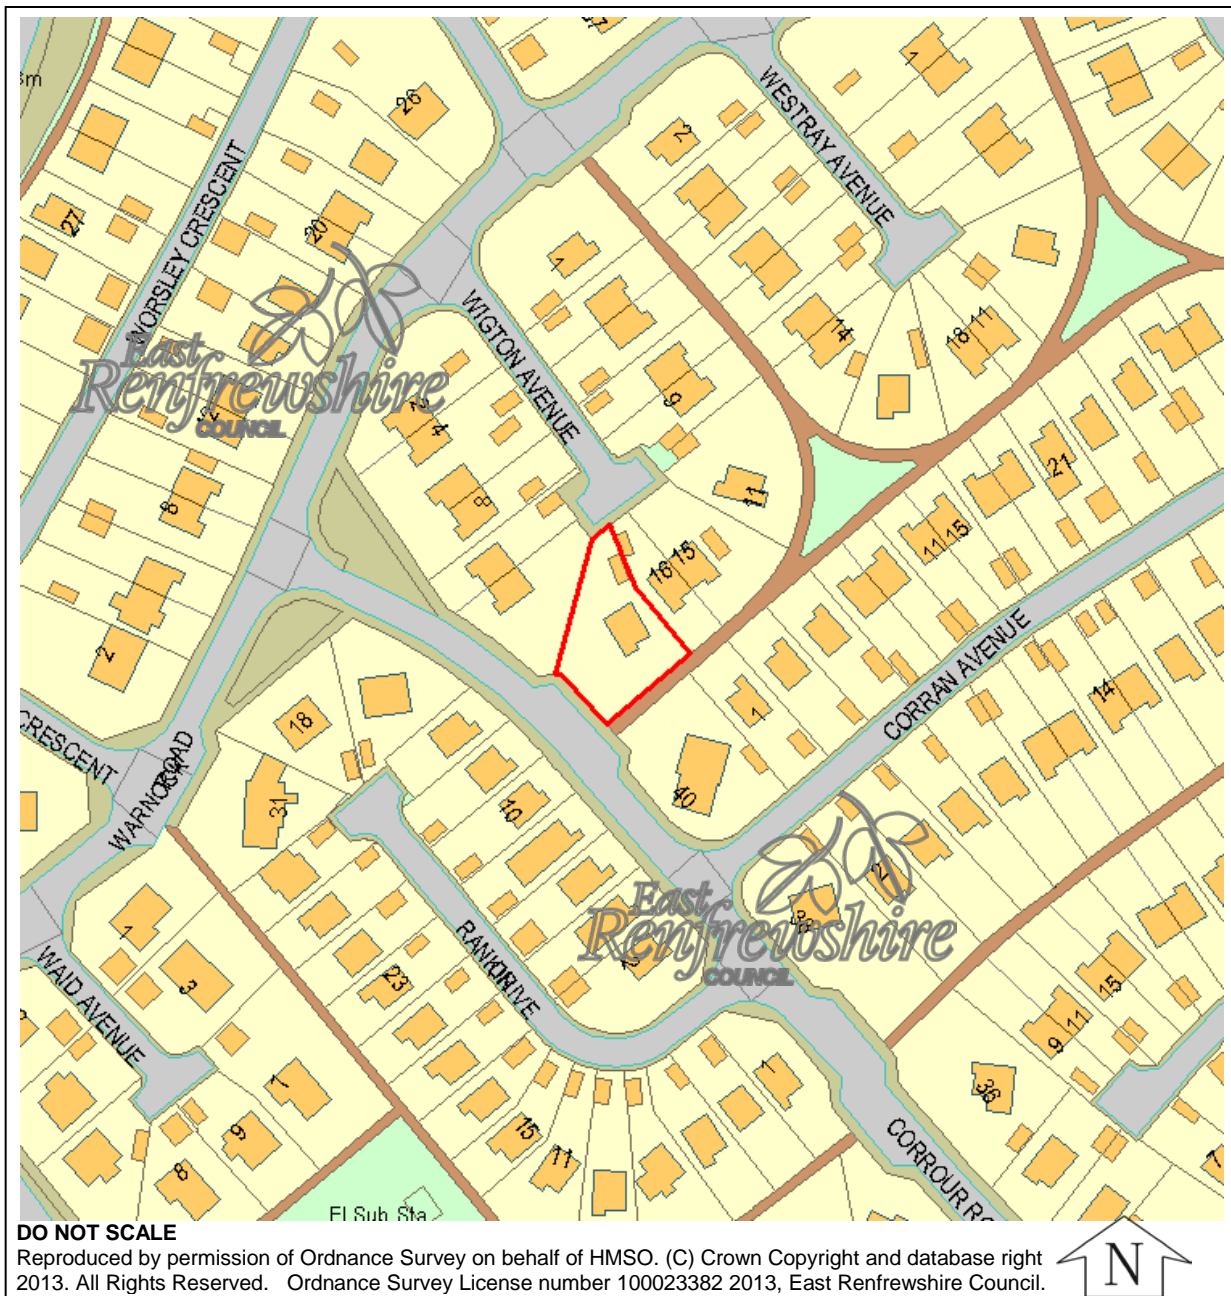 3m
26
2
1
WESTRAY AVENUE
27
WORSLEY CRESCENT
20
1
WIGTON AVENUE
14
18 11
East
Renfrewshire
COUNCIL
12
2
4
9
8
8
11
21
11 15
16 15
2
1
14
CORRAN AVENUE
CRESCENT
WARNOCK ROAD
18
31
10
40
2
38
East
Renfrewshire
COUNCIL
1
3
WAID AVENUE
23
RANKIN DRIVE
15
11
9
1
36
7
9
8
15
11
CORROUR RO
El Sub Sta
DO NOT SCALE
Reproduced by permission of Ordnance Survey on behalf of HMSO. (C) Crown Copyright and database right
2013. All Rights Reserved. Ordnance Survey License number 100023382 2013, East Renfrewshire Council.
N